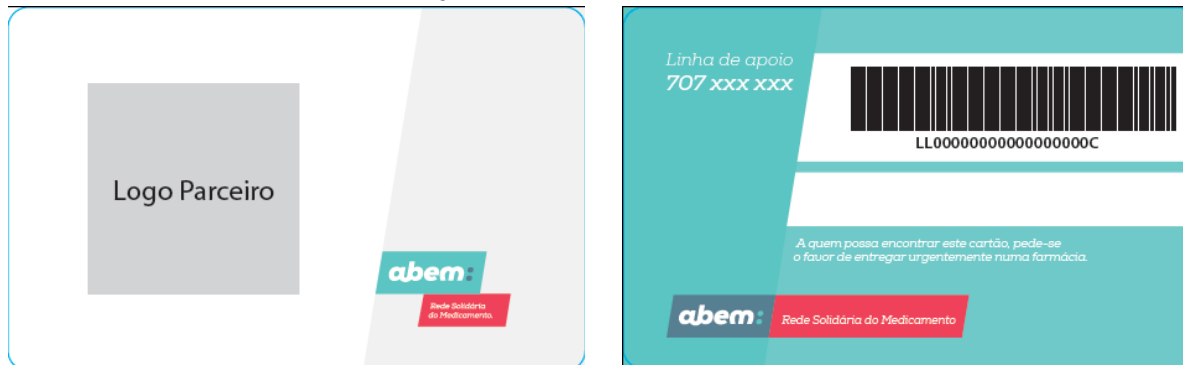 Logo Parceiro
abem:
Rede Solidária
do Medicamento.
Linha de apoio
707 xxx xxx
LL00000000000000000C
A quem possa encontrar este cartão, pede-se
o favor de entregar urgentemente numa farmácia.
abem:
Rede Solidária do Medicamento